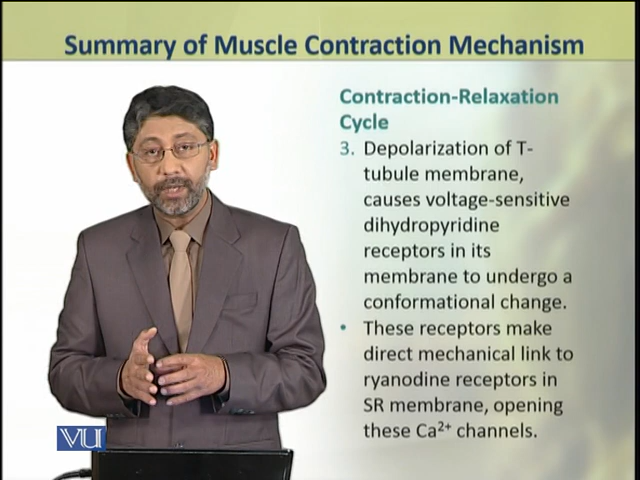 Summary of Muscle Contraction Mechanism
Contraction-Relaxation
Cycle
3. Depolarization of T-
tubule membrane,
causes voltage-sensitive
dihydropyridine
receptors in its
membrane to undergo a
conformational change.
• These receptors make
direct mechanical link to
ryanodine receptors in
SR membrane, opening
these Ca²⁺ channels.
VU